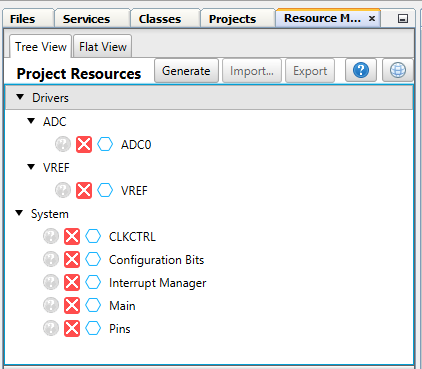 Files Services Classes Projects Resource M... ×
Tree View Flat View
Project Resources Generate Import... Export
Drivers
ADC
ADC0
VREF
VREF
System
CLKCTRL
Configuration Bits
Interrupt Manager
Main
Pins